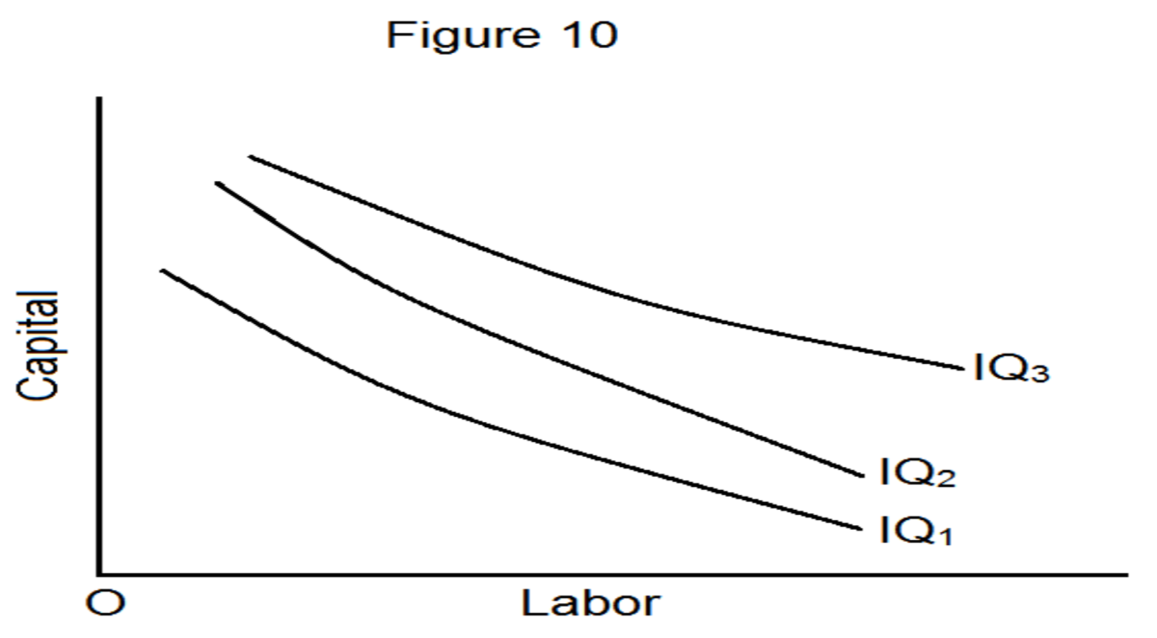 Figure 10
Capital
IQ₃
IQ₂
IQ₁
O
Labor